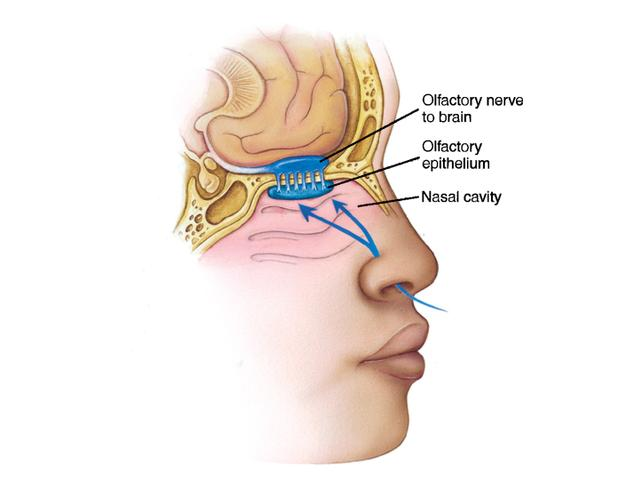 Olfactory nerve
to brain
Olfactory
epithelium
Nasal cavity